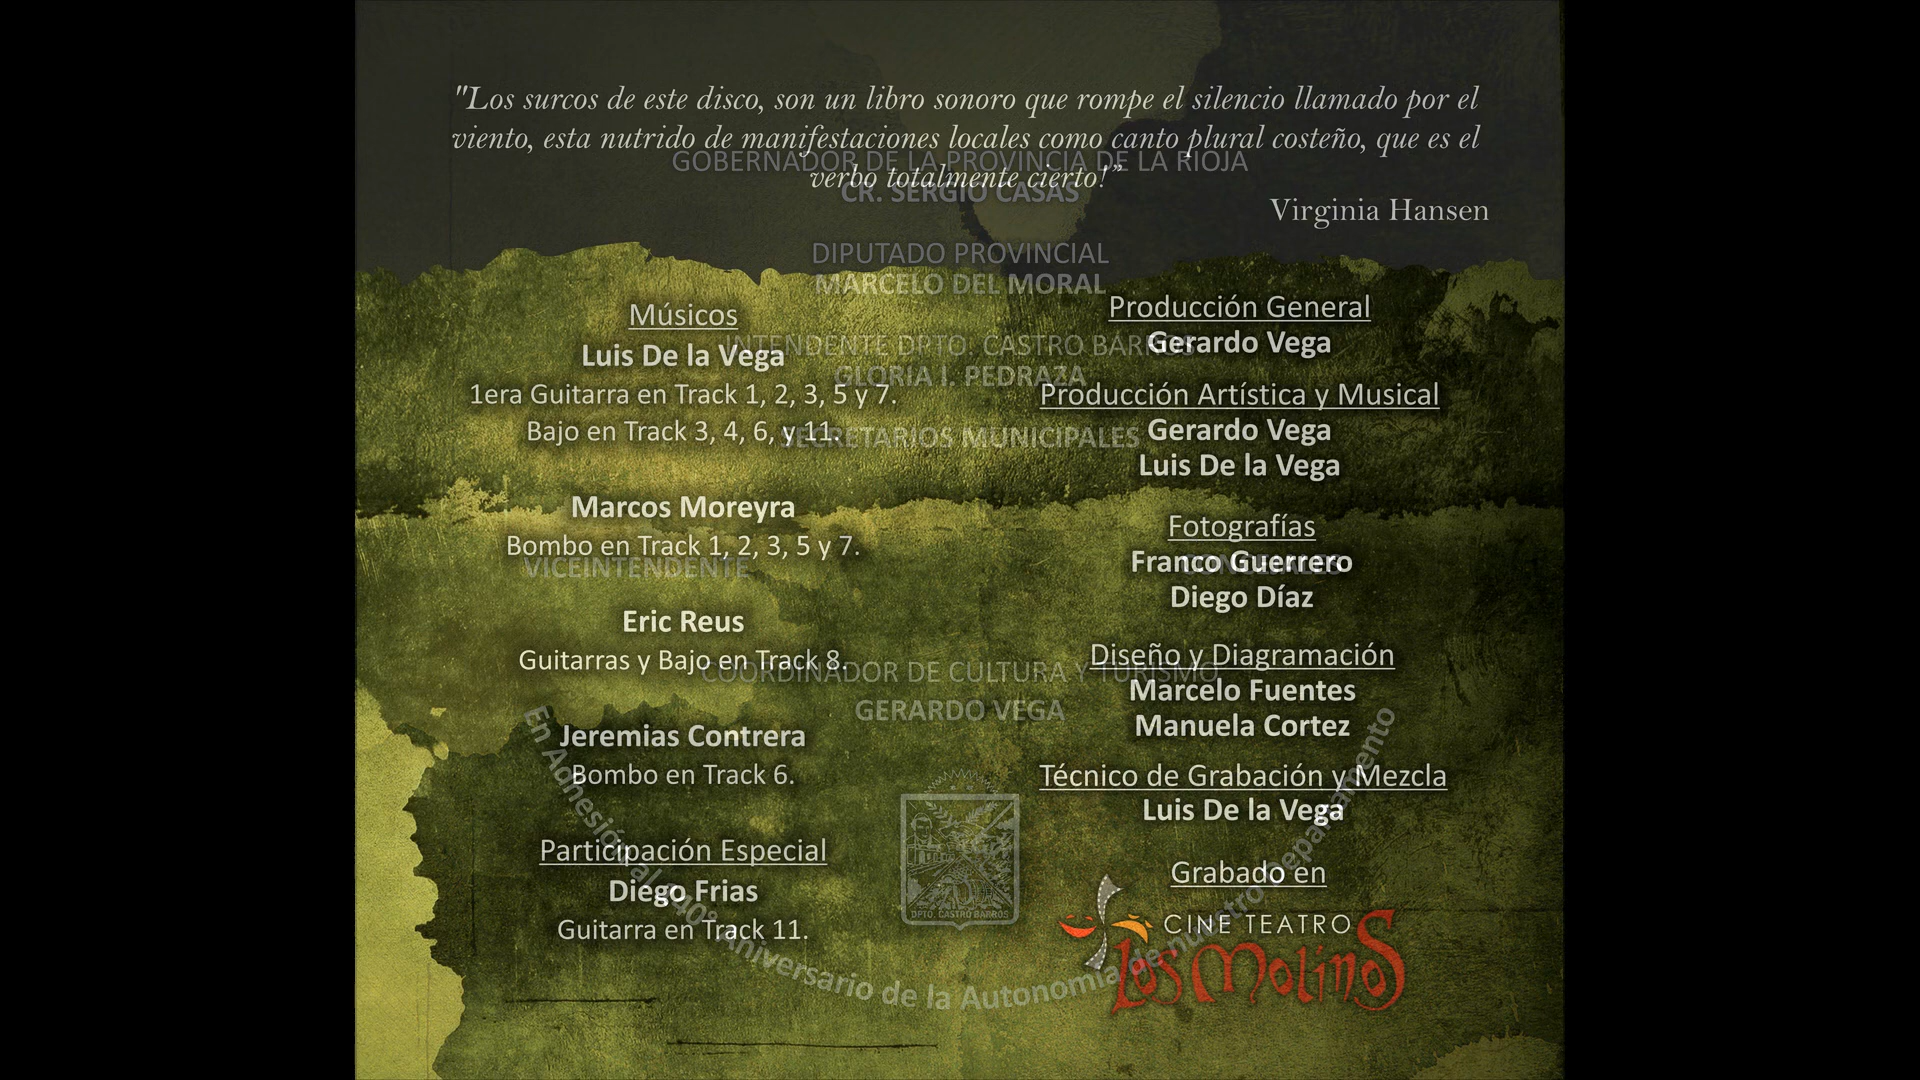 "Los surcos de este disco, son un libro sonoro que rompe el silencio llamado por el
viento, esta nutrido de manifestaciones locales como canto plural costeño, que es el
verbo totalmente cierto!”
Virginia Hansen
GOBERNADOR DE LA PROVINCIA DE LA RIOJA
CR. SERGIO CASAS
DIPUTADO PROVINCIAL
MARCELO DEL MORAL
INTENDENTE DPTO. CASTRO BARROS
GLORIA I. PEDRAZA
SECRETARIOS MUNICIPALES
VICEINTENDENTE
COORDINADOR DE CULTURA Y TURISMO
GERARDO VEGA
Músicos
Luis De la Vega
1era Guitarra en Track 1, 2, 3, 5 y 7.
Bajo en Track 3, 4, 6, y 11.
Marcos Moreyra
Bombo en Track 1, 2, 3, 5 y 7.
Eric Reus
Guitarras y Bajo en Track 8.
Jeremias Contrera
Bombo en Track 6.
Participación Especial
Diego Frias
Guitarra en Track 11.
Producción General
Gerardo Vega
Producción Artística y Musical
Gerardo Vega
Luis De la Vega
Fotografías
Franco Guerrero
Diego Díaz
Diseño y Diagramación
Marcelo Fuentes
Manuela Cortez
Técnico de Grabación y Mezcla
Luis De la Vega
Grabado en
CINE TEATRO
Los Molinos
DPTO. CASTRO BARROS
En Adhesión al 40° Aniversario de la Autonomía de nuestro Departamento